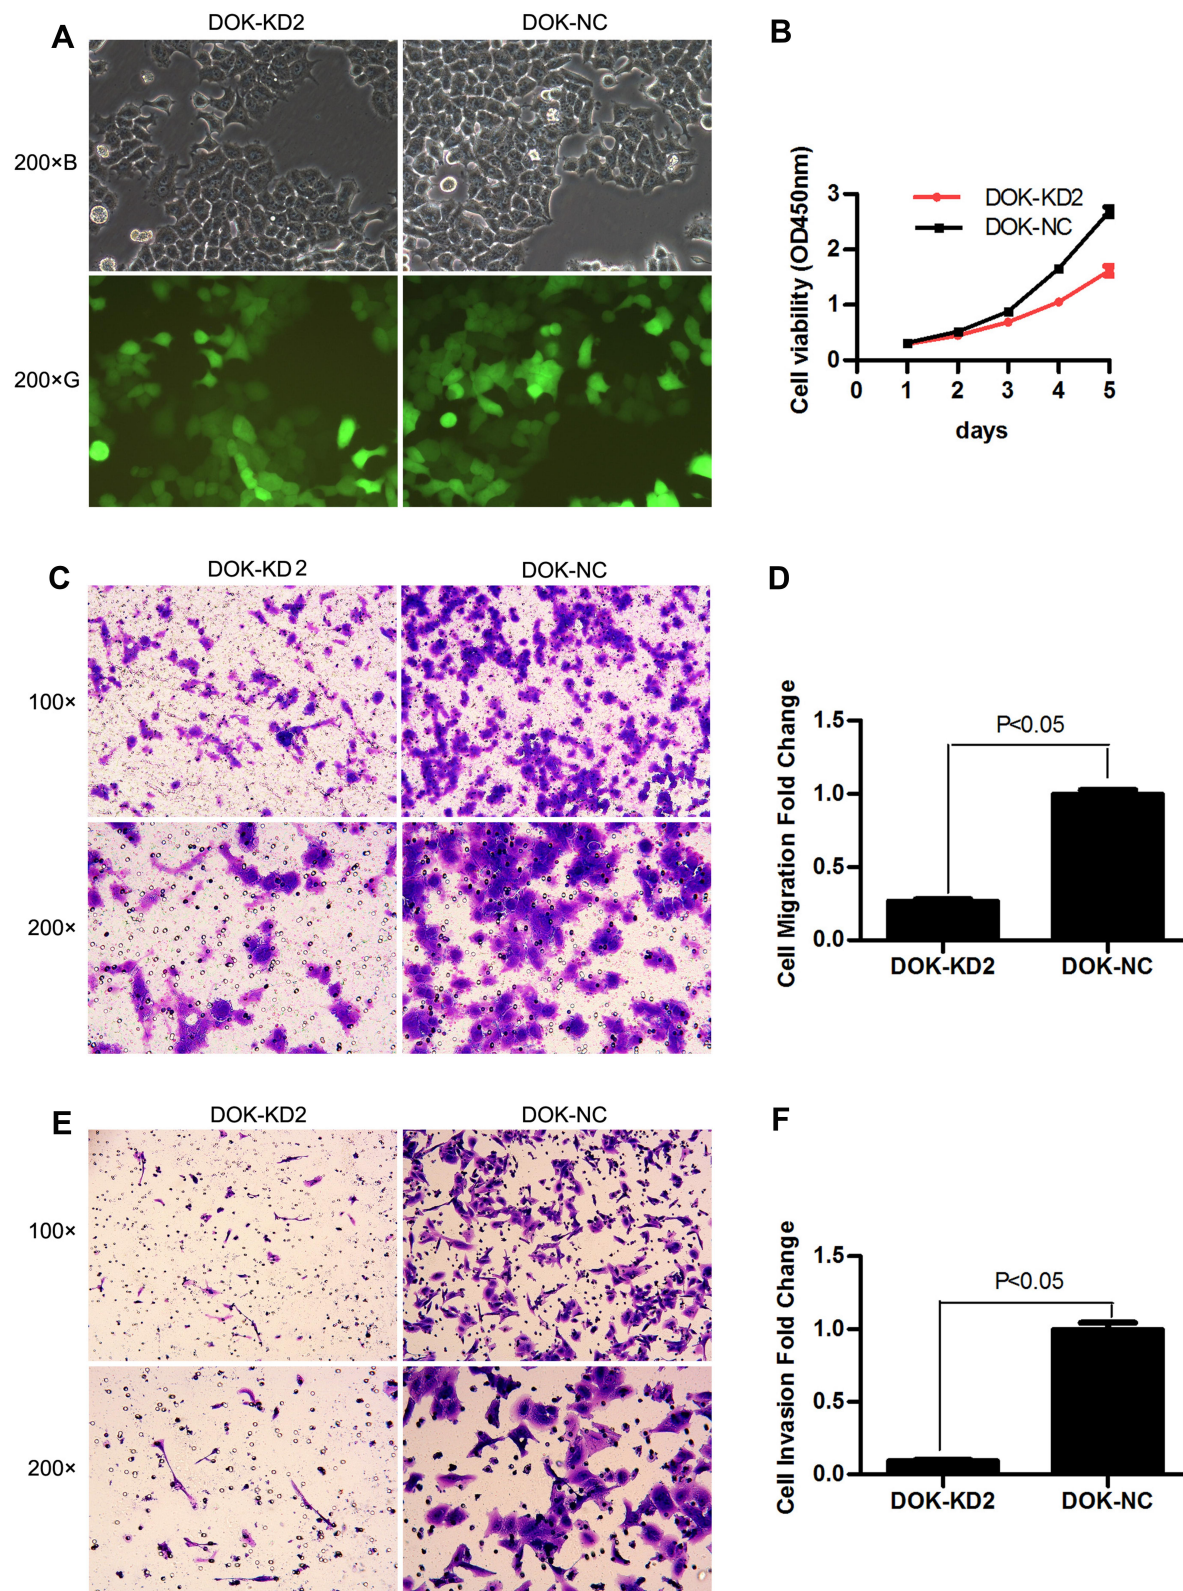 A
DOK-KD2
DOK-NC
200×B
200×G
B
Cell viability (OD450nm)
3
2
1
0
DOK-KD2
DOK-NC
0 1 2 3 4 5
days
C
DOK-KD2
DOK-NC
100×
200×
D
Cell Migration Fold Change
1.5
1.0
0.5
0.0
P<0.05
DOK-KD2
DOK-NC
E
DOK-KD2
DOK-NC
100×
200×
F
Cell Invasion Fold Change
1.5
1.0
0.5
0.0
P<0.05
DOK-KD2
DOK-NC